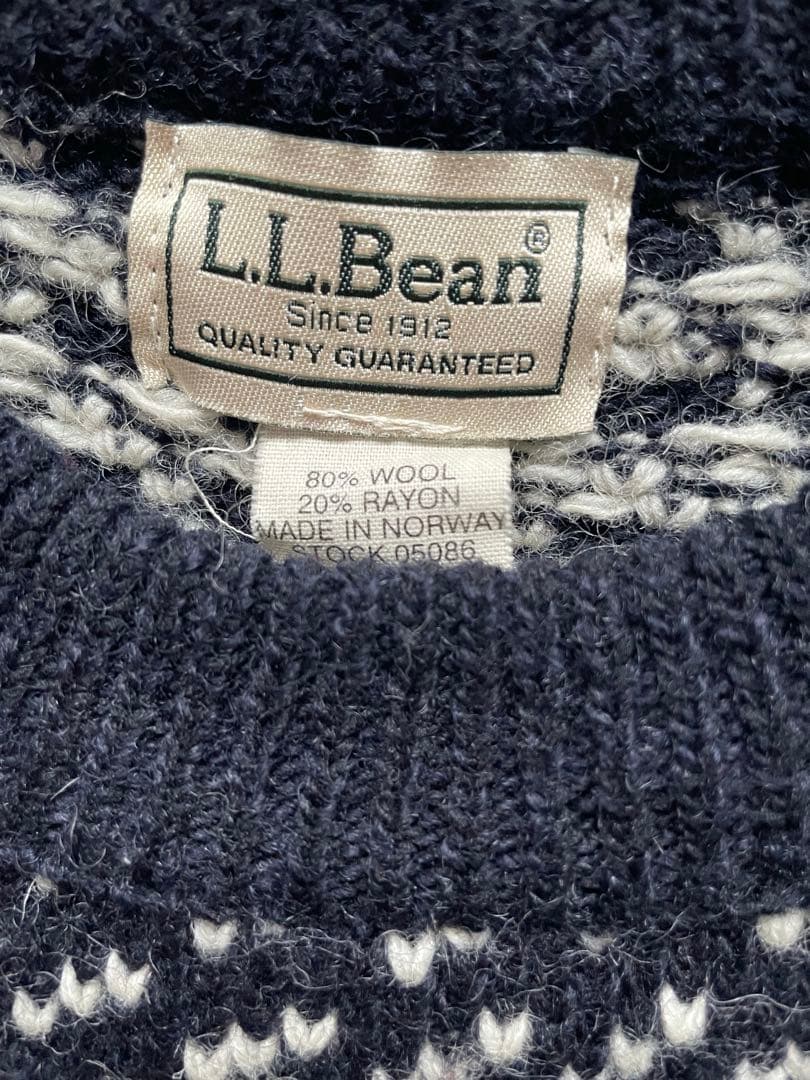 L.L.Bean®
Since 1912
QUALITY GUARANTEED
80% WOOL
20% RAYON
MADE IN NORWAY
STOCK 05086